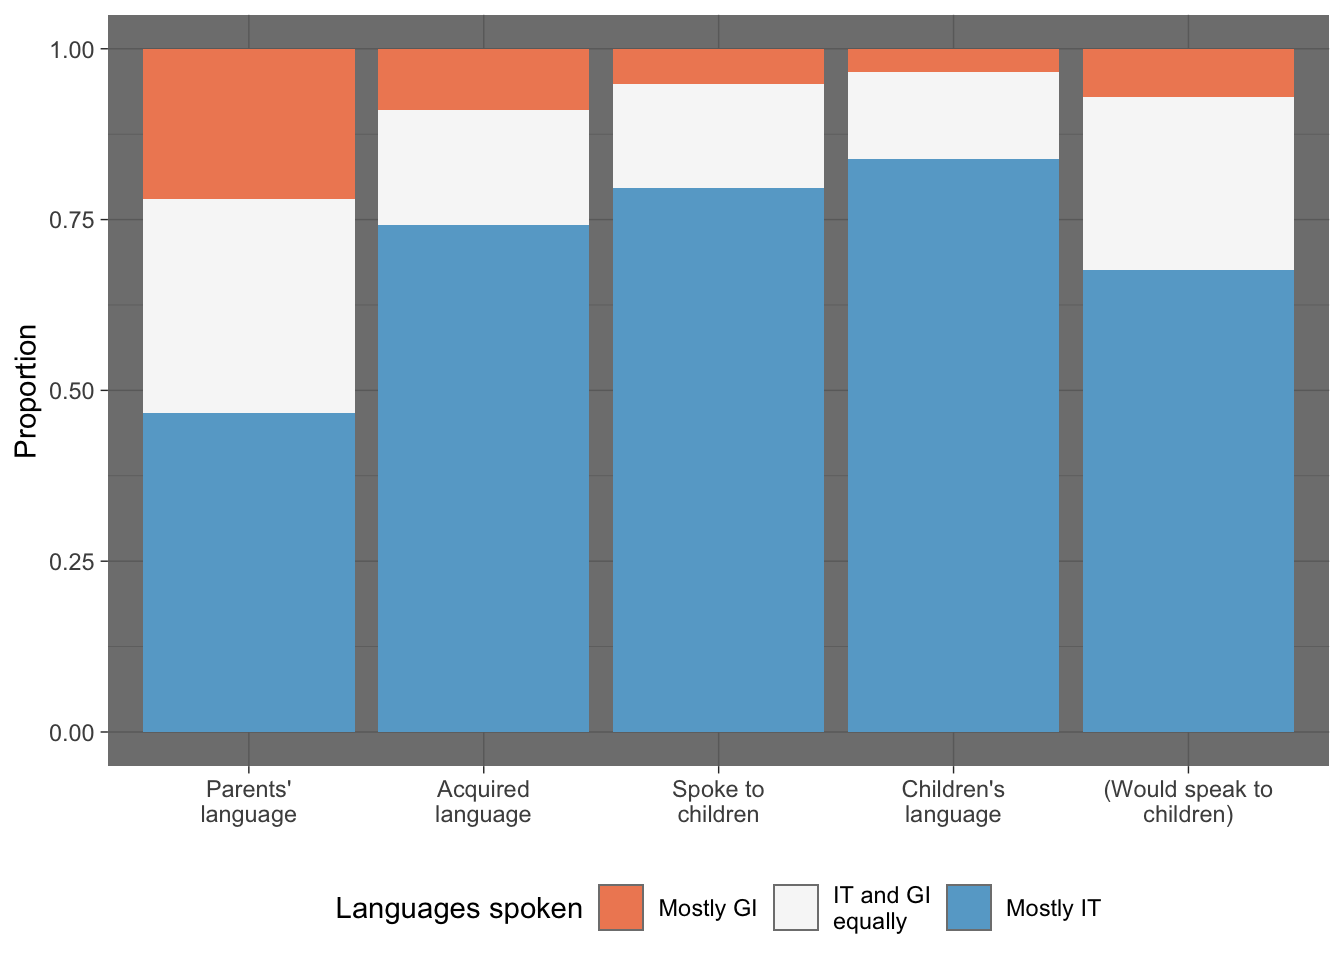 1.00
0.75
0.50
0.25
0.00
Proportion
Parents'
language
Acquired
language
Spoke to
children
Children's
language
(Would speak to
children)
Languages spoken
Mostly GI
IT and GI
equally
Mostly IT